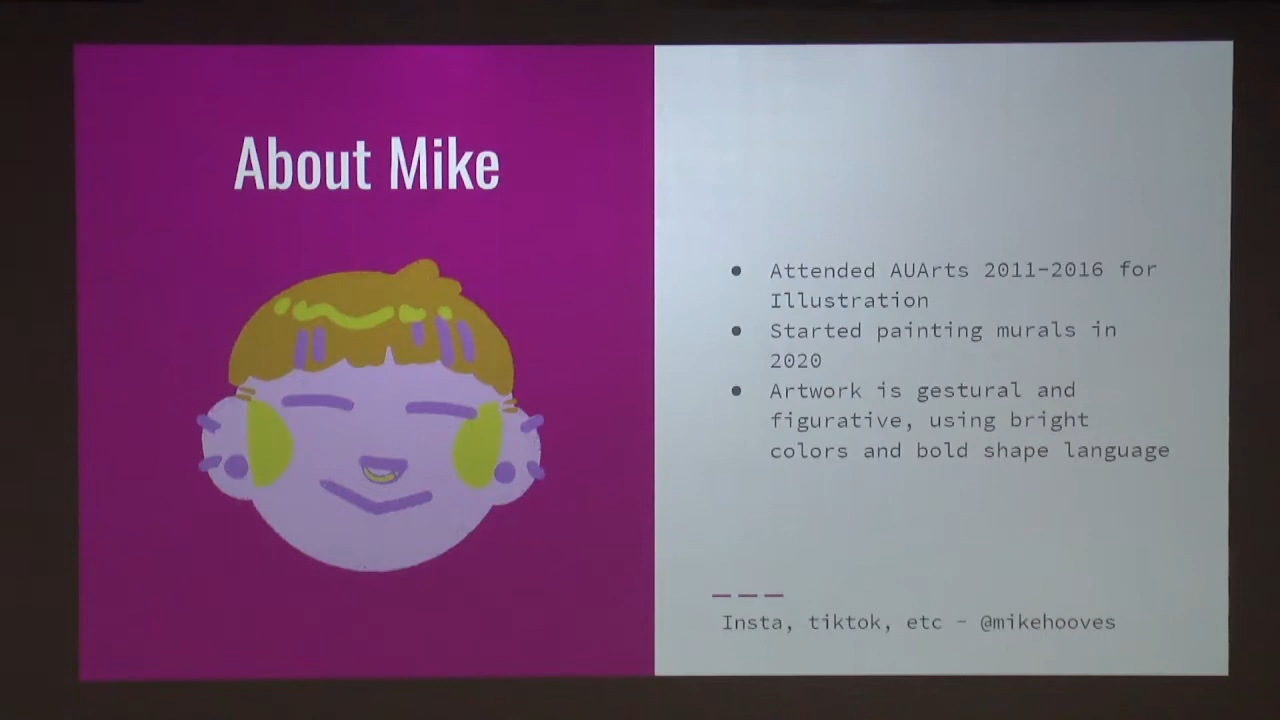 About Mike
● Attended AUArts 2011-2016 for
Illustration
● Started painting murals in
2020
● Artwork is gestural and
figurative, using bright
colors and bold shape language
Insta, tiktok, etc - @mikehooves